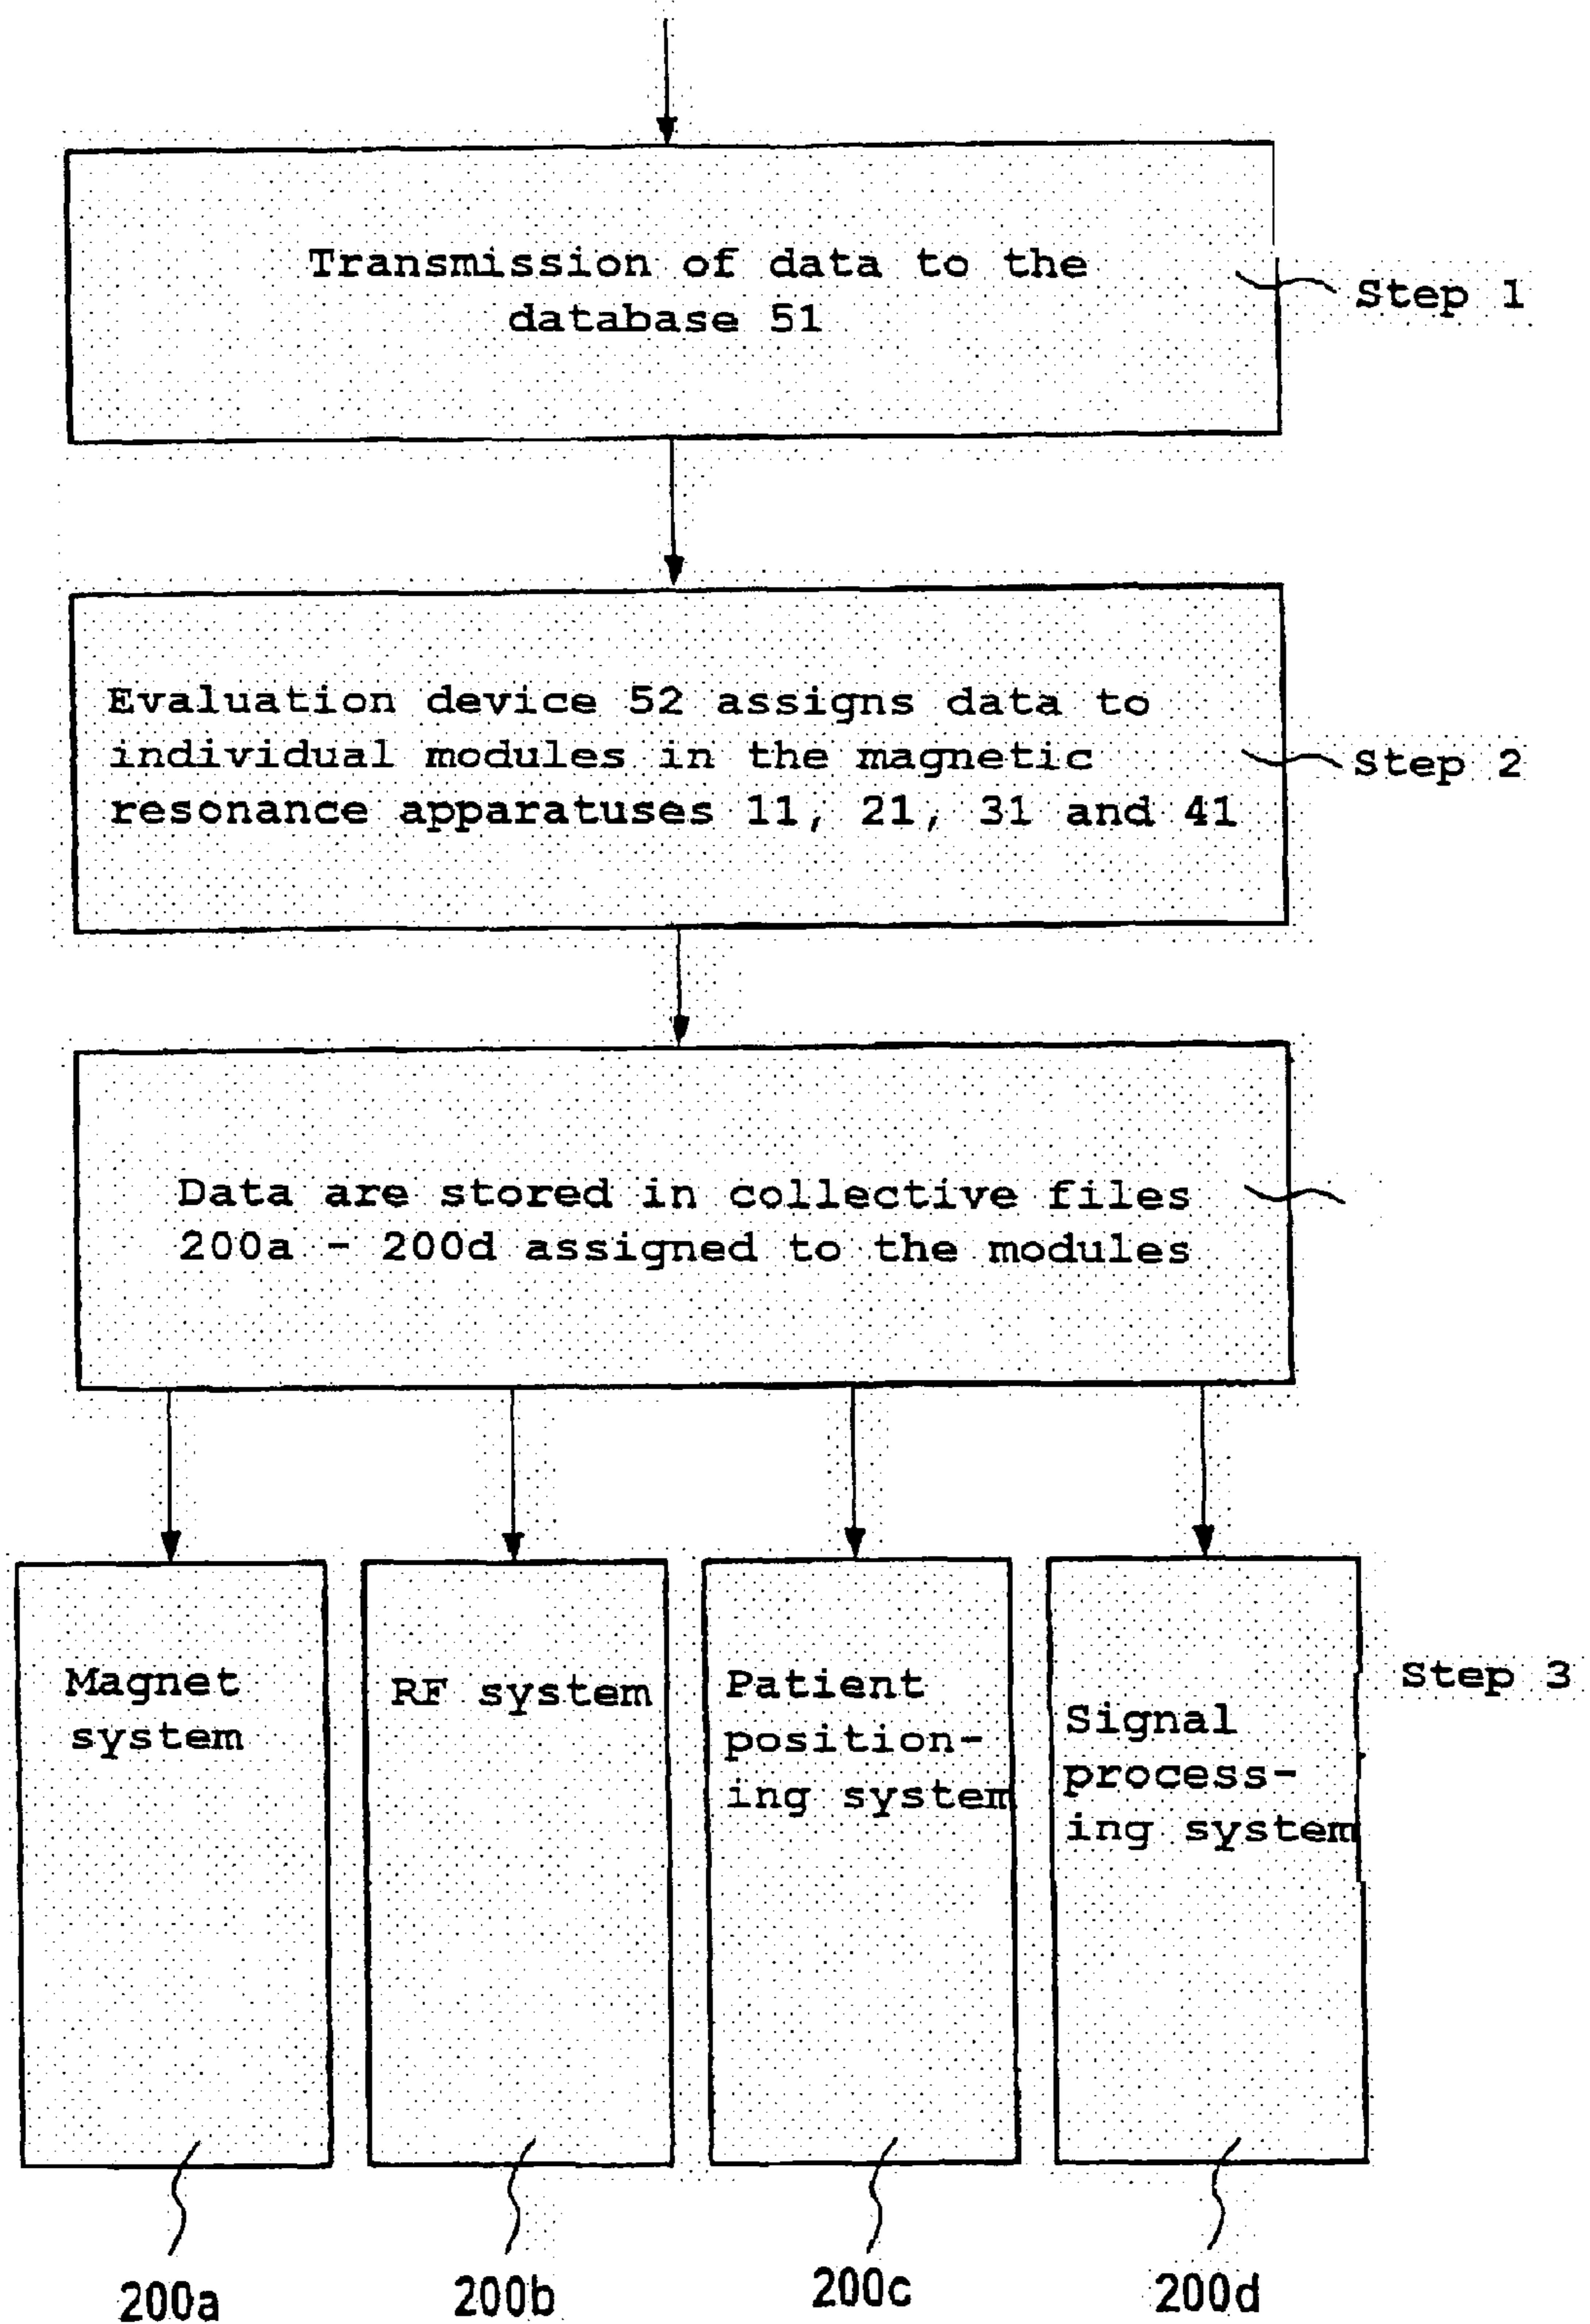 Transmission of data to the
database 51
Step 1
Evaluation device 52 assigns data to
individual modules in the magnetic
resonance apparatuses 11, 21, 31 and 41
Step 2
Data are stored in collective files
200a - 200d assigned to the modules
Magnet
system
RF system
Patient
position-
ing system
Signal
process-
ing system
Step 3
200a
200b
200c
200d